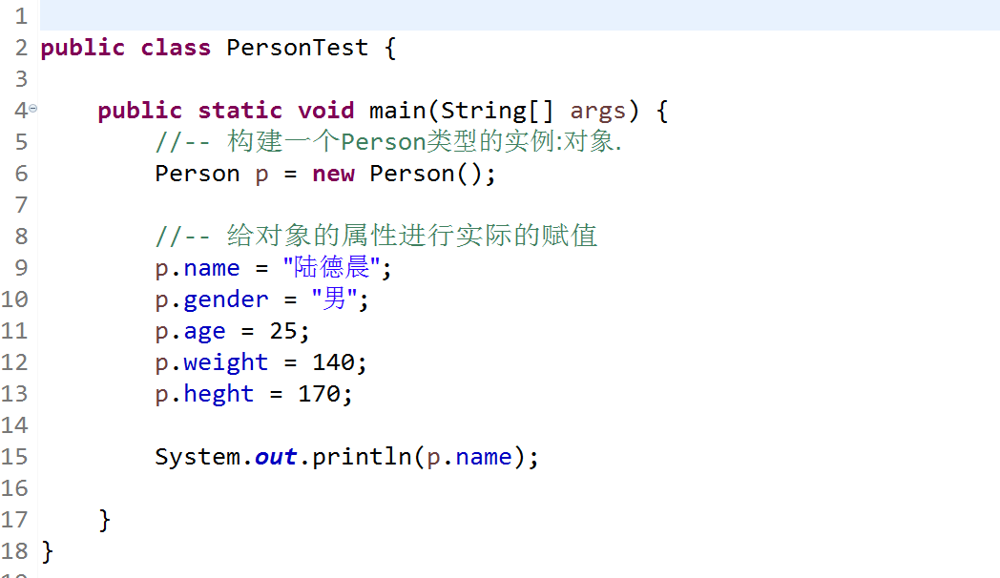 1
2 public class PersonTest {
3
4 public static void main(String[] args) {
5 //-- 构建一个Person类型的实例:对象.
6 Person p = new Person();
7
8 //-- 给对象的属性进行实际的赋值
9 p.name = "陆德晨";
10 p.gender = "男";
11 p.age = 25;
12 p.weight = 140;
13 p.heght = 170;
14
15 System.out.println(p.name);
16
17 }
18 }